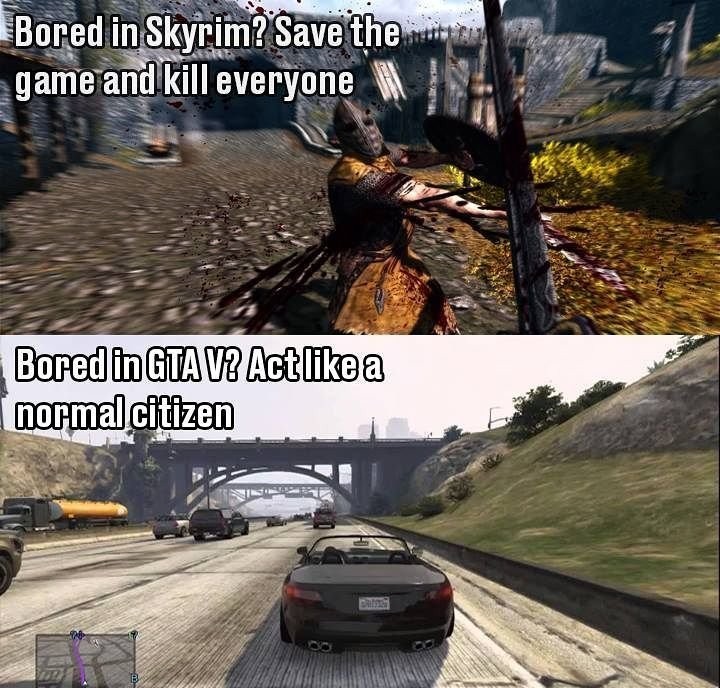 Bored in Skyrim? Save the
game and kill everyone
Bored in GTA V? Act like a
normal citizen